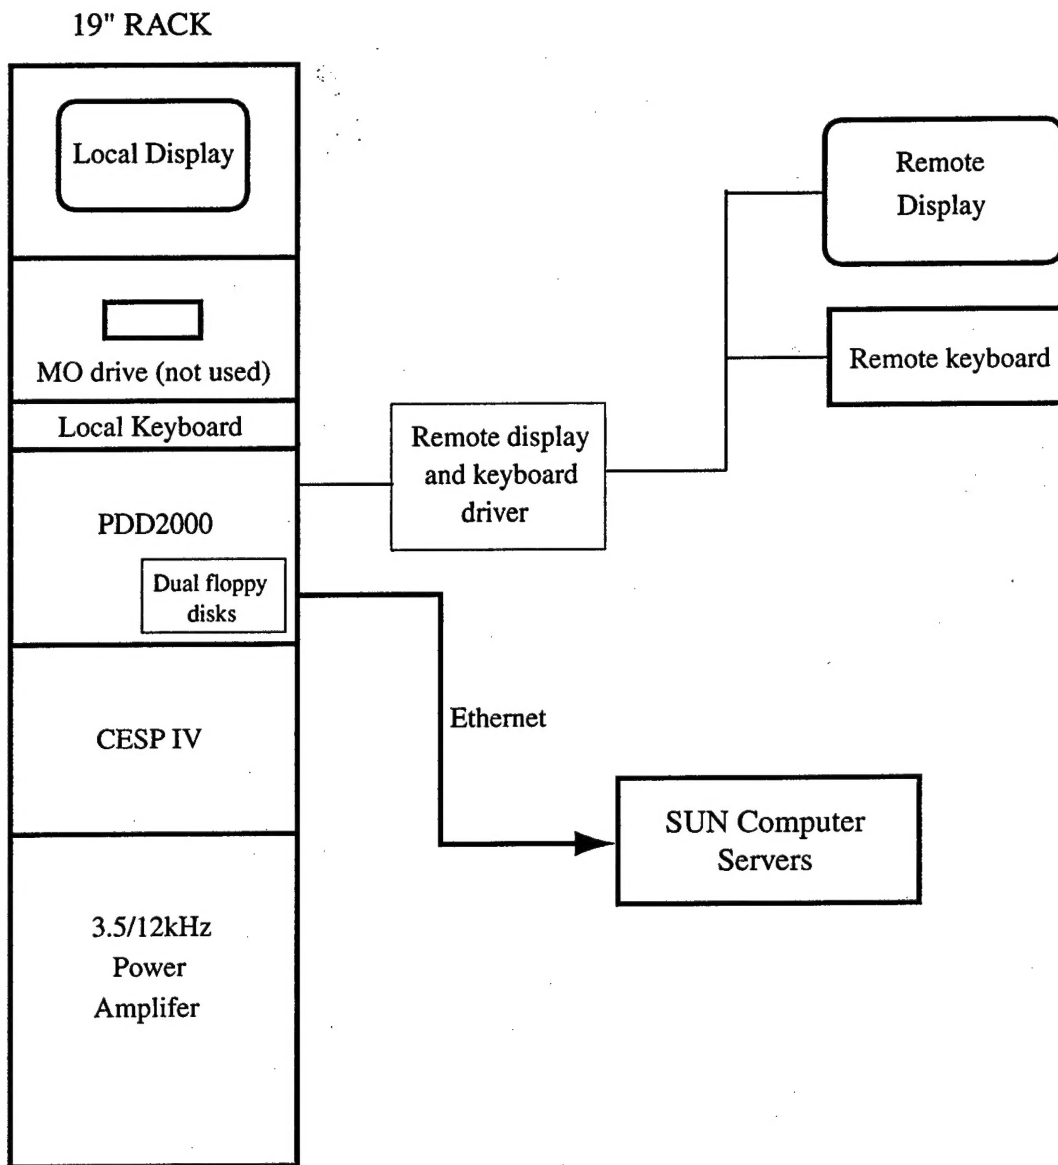 19" RACK
Local Display
MO drive (not used)
Local Keyboard
PDD2000
Dual floppy
disks
CESP IV
3.5/12kHz
Power
Amplifer
Remote display
and keyboard
driver
Ethernet
Remote
Display
Remote keyboard
SUN Computer
Servers